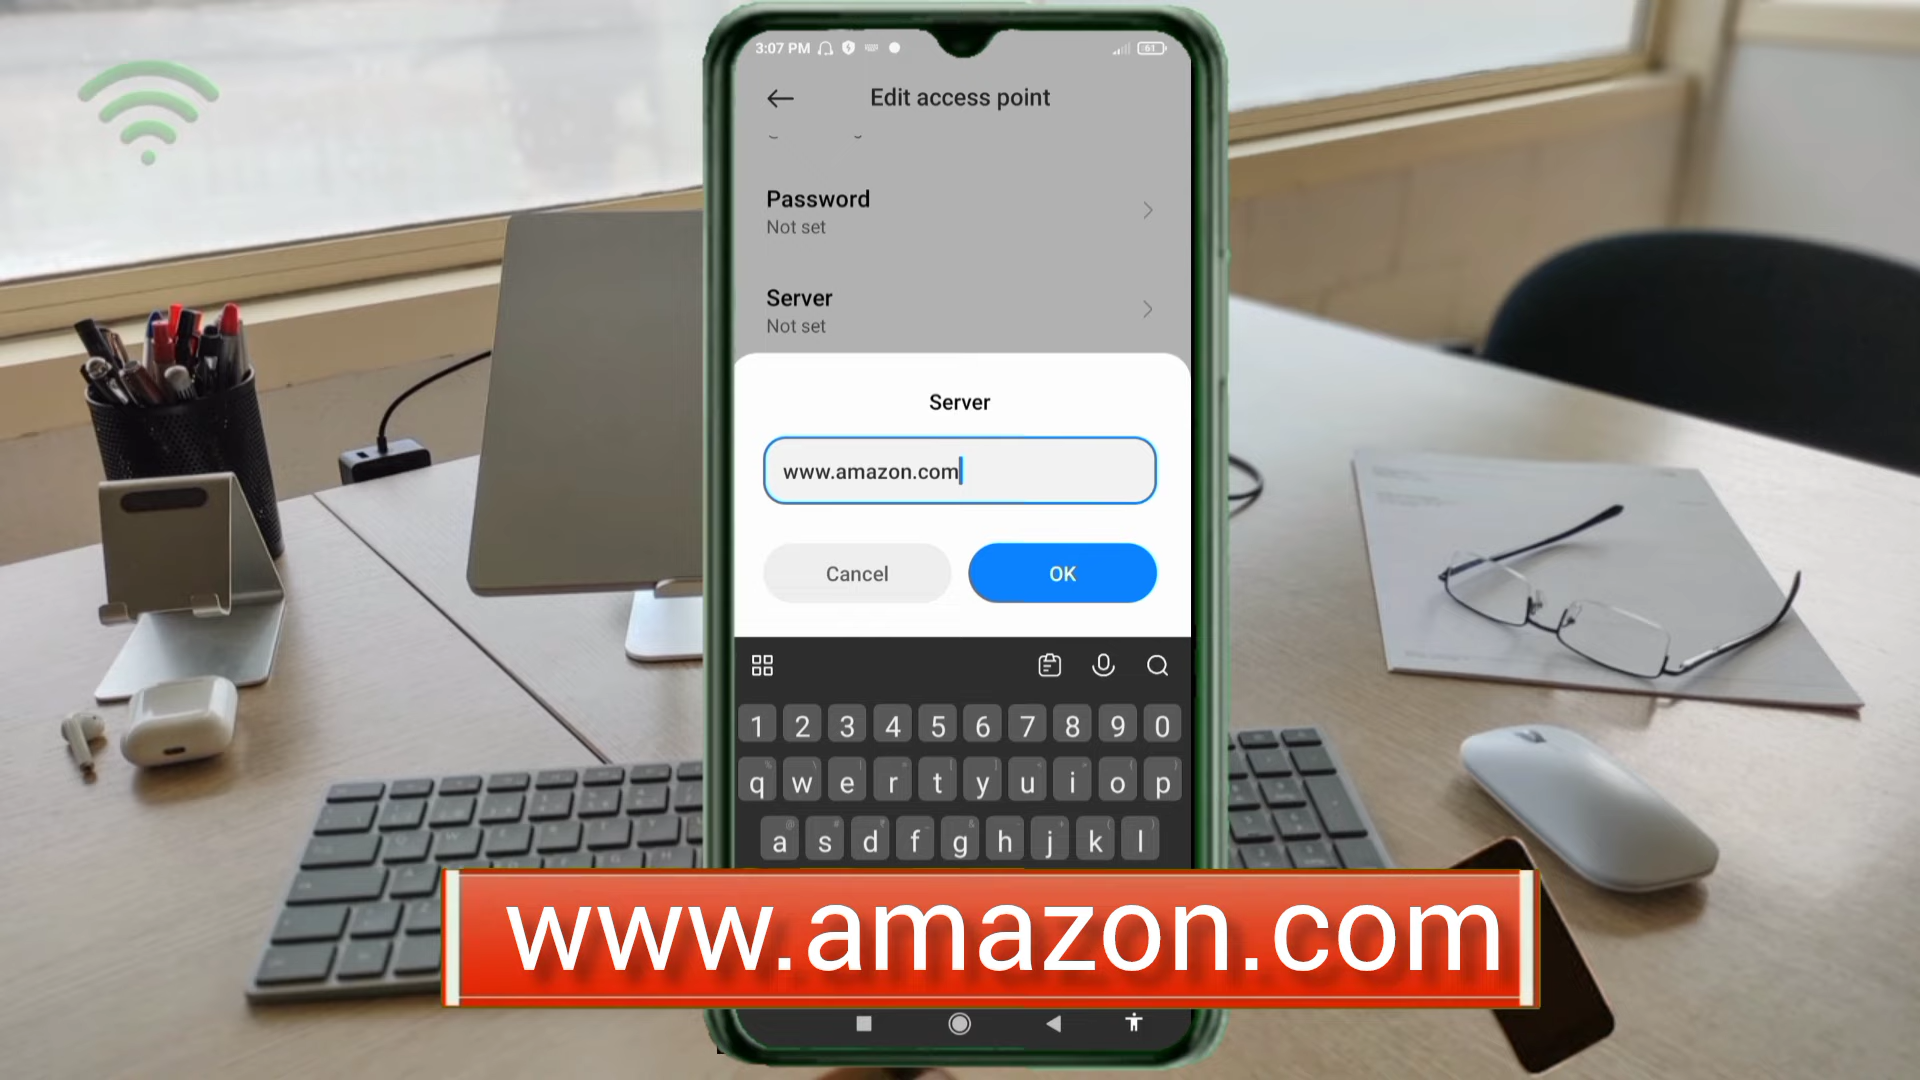 3:07 PM
61
Edit access point
Password
Not set
Server
Not set
Server
www.amazon.com
Cancel
OK
1 2 3 4 5 6 7 8 9 0
q w e r t y u i o p
a s d f g h j k l
www.amazon.com